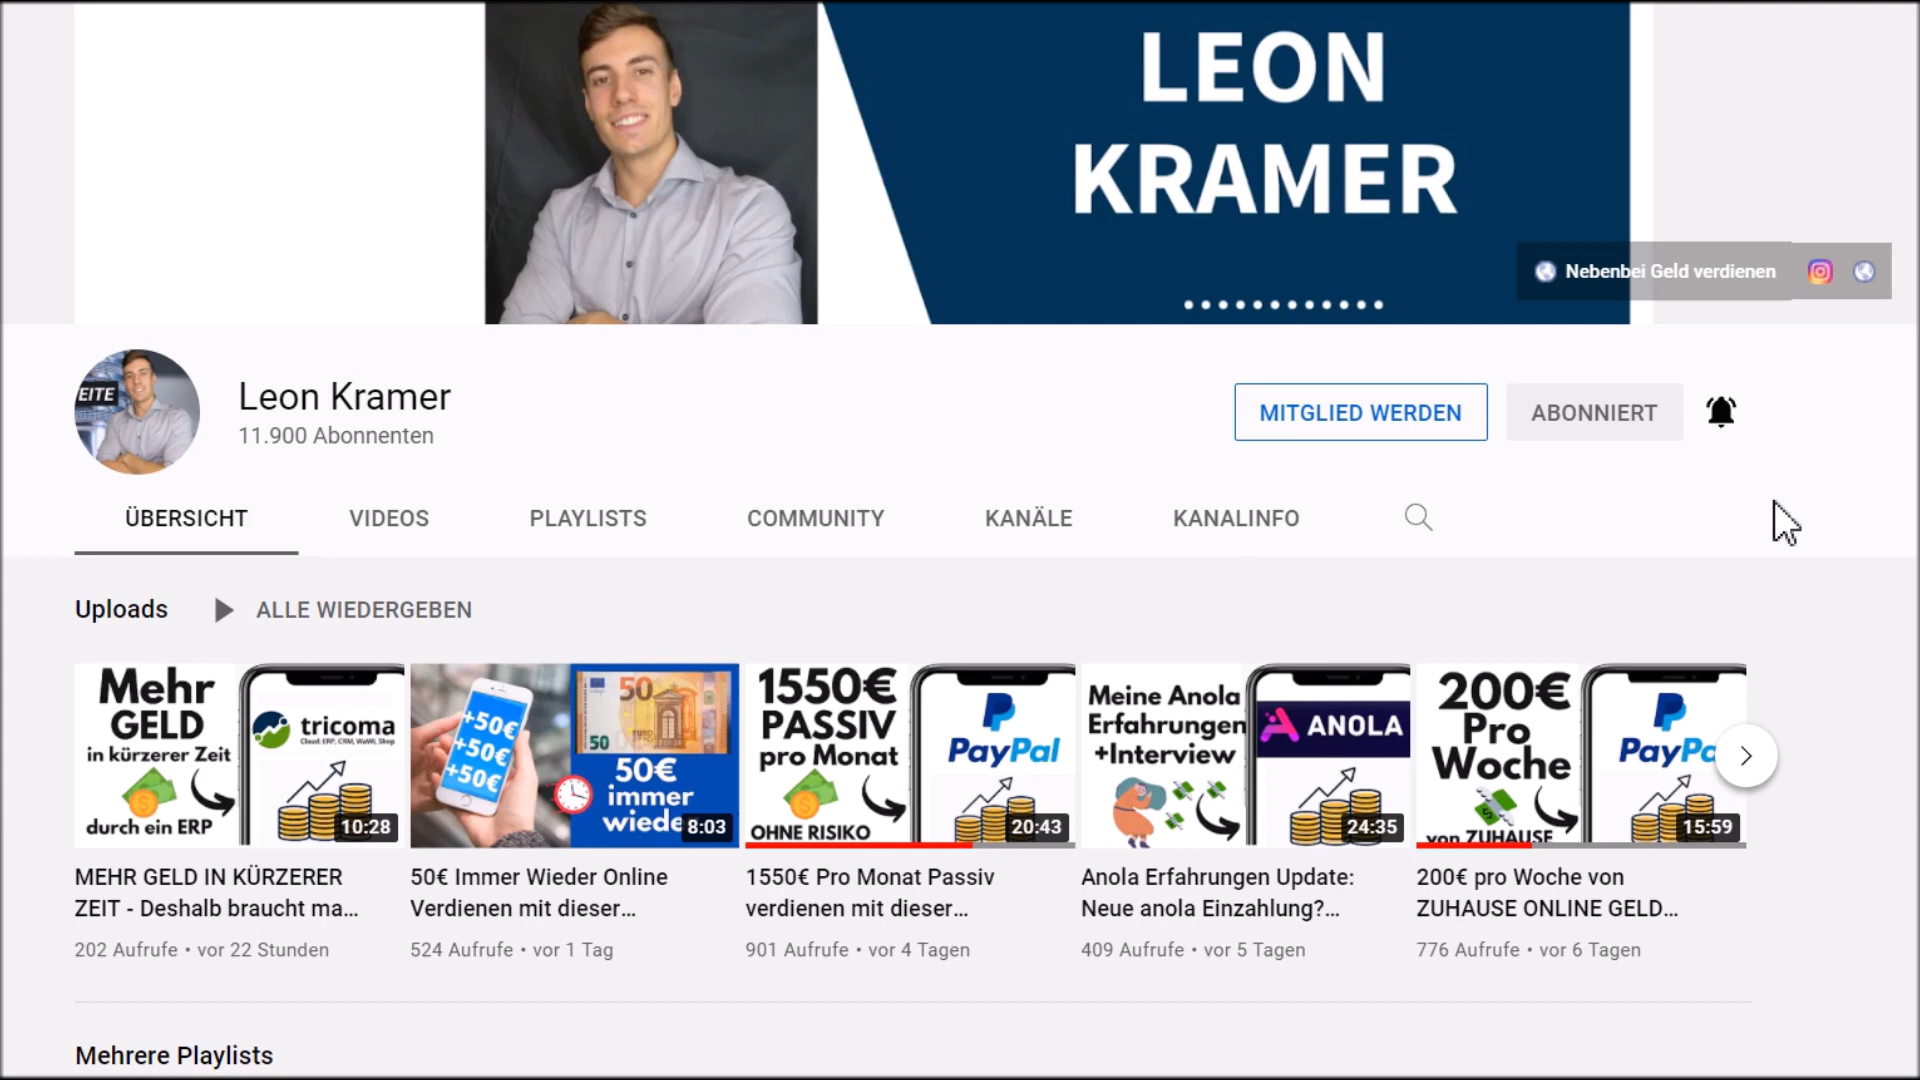 LEON
KRAMER
Nebenbei Geld verdienen
EITE
Leon Kramer
11.900 Abonnenten
MITGLIED WERDEN
ABONNIERT
ÜBERSICHT
VIDEOS
PLAYLISTS
COMMUNITY
KANÄLE
KANALINFO
Uploads
ALLE WIEDERGEBEN
Mehr
GELD
in kürzerer Zeit
durch ein ERP
tricoma
Cloud: ERP, CRM, WaWi, Shop
10:28
+50€
+50€
+50€
50
50
50€
immer
wiede
8:03
1550€
PASSIV
pro Monat
OHNE RISIKO
PayPal
20:43
Meine Anola
Erfahrungen
+Interview
ANOLA
24:35
200€
Pro
Woche
von ZUHAUSE
PayPa
15:59
MEHR GELD IN KÜRZERER
ZEIT - Deshalb braucht ma...
202 Aufrufe • vor 22 Stunden
50€ Immer Wieder Online
Verdienen mit dieser...
524 Aufrufe • vor 1 Tag
1550€ Pro Monat Passiv
verdienen mit dieser...
901 Aufrufe • vor 4 Tagen
Anola Erfahrungen Update:
Neue anola Einzahlung?...
409 Aufrufe • vor 5 Tagen
200€ pro Woche von
ZUHAUSE ONLINE GELD...
776 Aufrufe • vor 6 Tagen
Mehrere Playlists